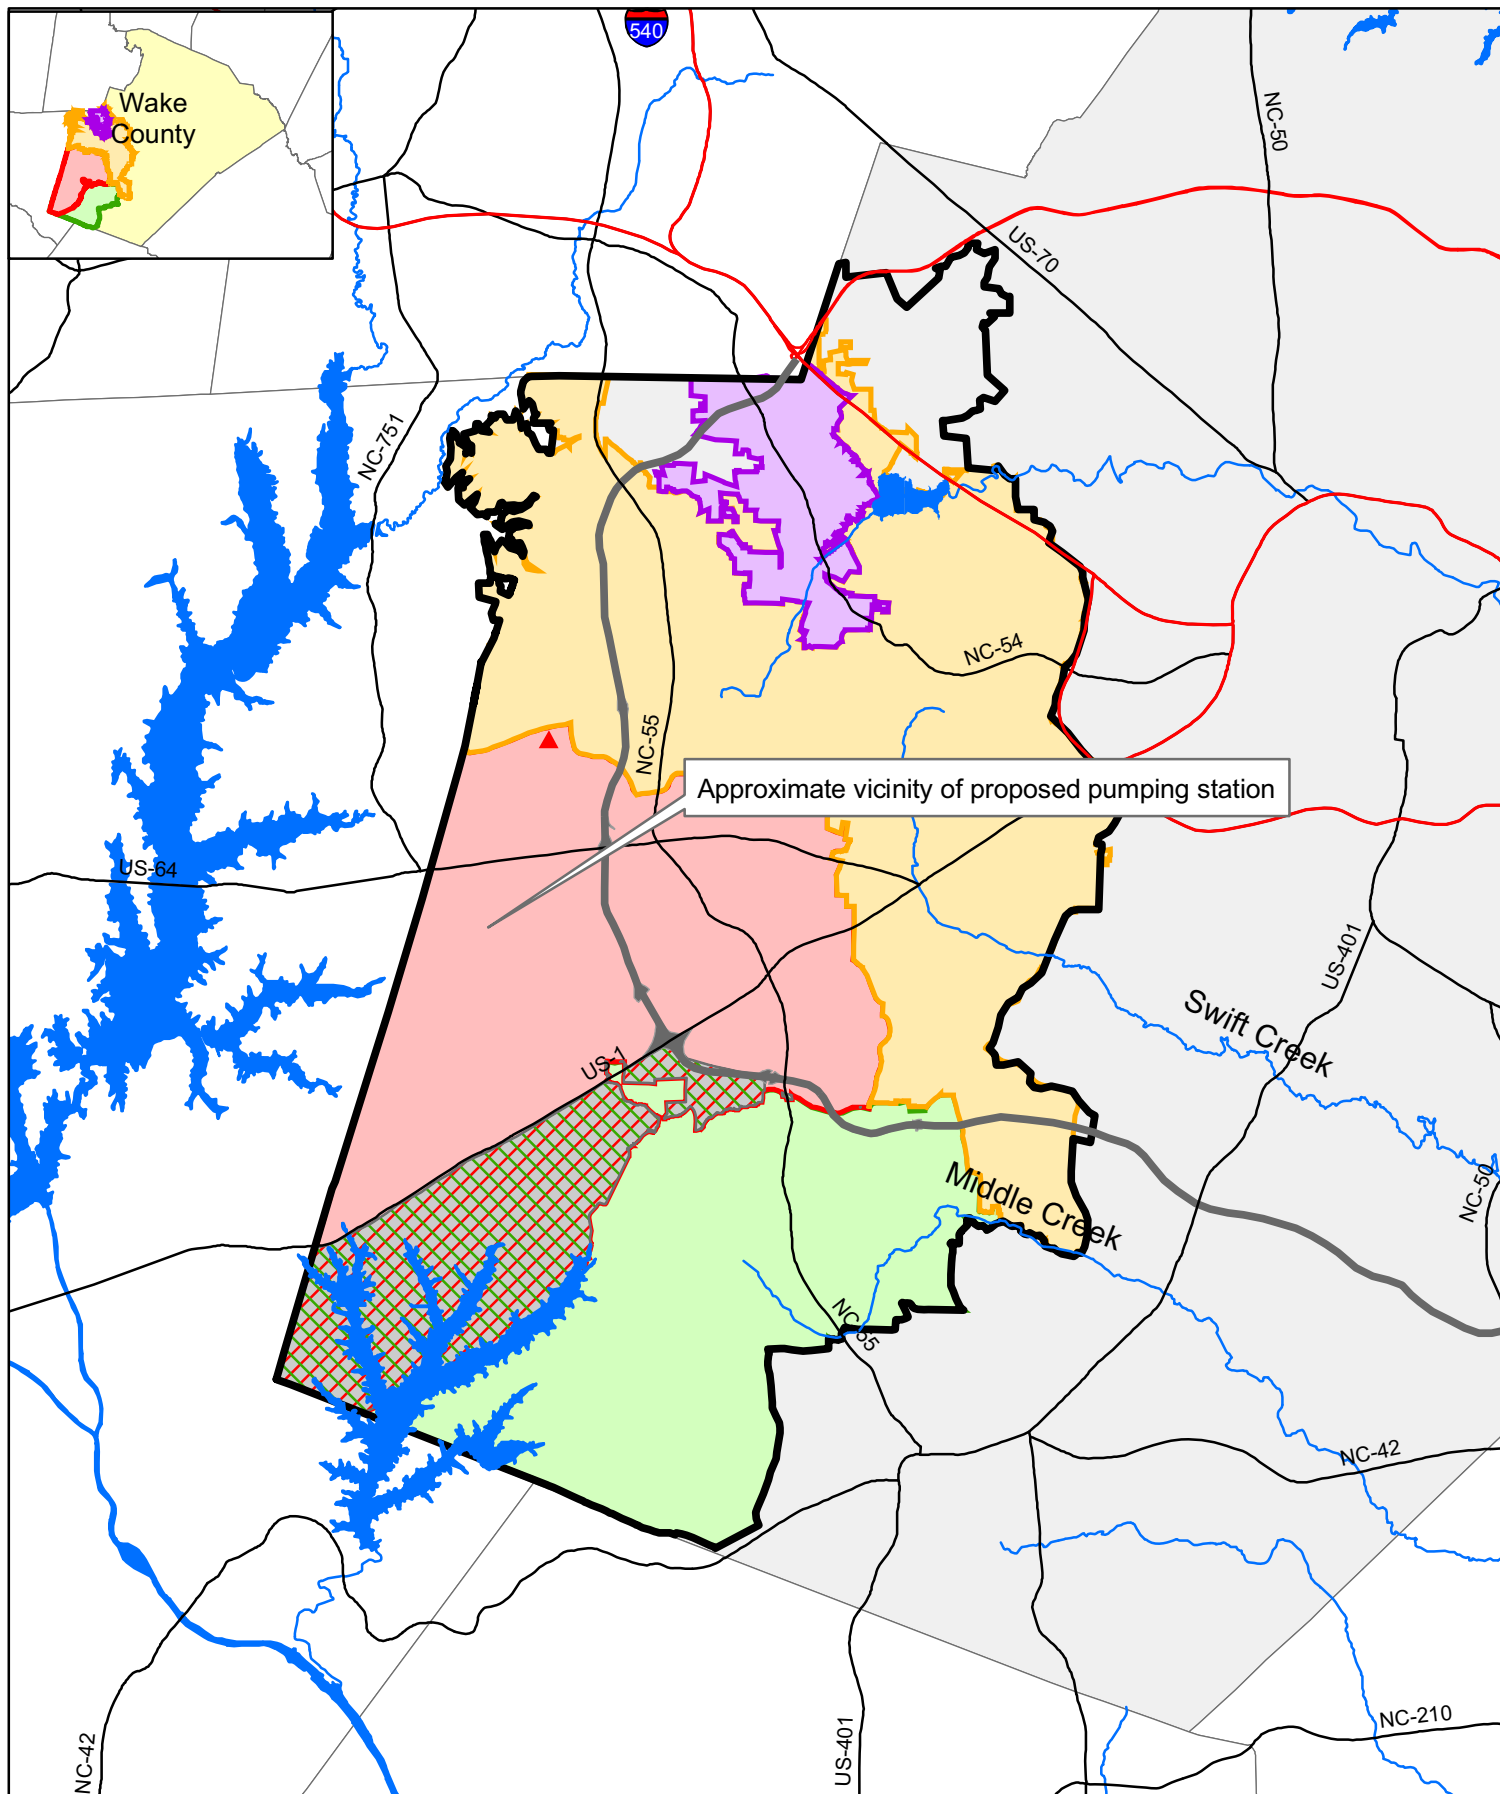 540
Wake
County
NC-50
US-70
NC-751
NC-54
NC-55
Approximate vicinity of proposed pumping station
US-64
US-401
Swift Creek
US-1
Middle Creek
NC-50
NC-55
NC-42
NC-210
NC-42
US-401